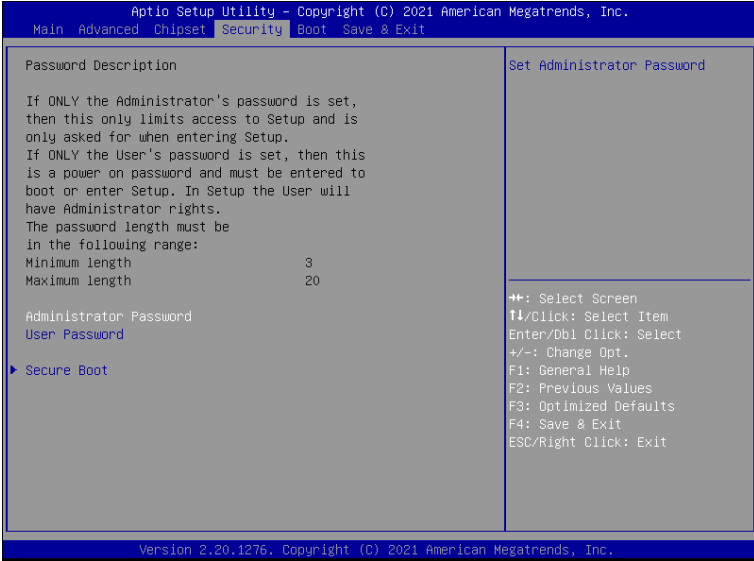 Aptio Setup Utility – Copyright (C) 2021 American Megatrends, Inc.
Main Advanced Chipset Security Boot Save & Exit
Password Description
If ONLY the Administrator's password is set,
then this only limits access to Setup and is
only asked for when entering Setup.
If ONLY the User's password is set, then this
is a power on password and must be entered to
boot or enter Setup. In Setup the User will
have Administrator rights.
The password length must be
in the following range:
Minimum length 3
Maximum length 20
Administrator Password
User Password
Secure Boot
Set Administrator Password
→←: Select Screen
↑↓/Click: Select Item
Enter/Dbl Click: Select
+/-: Change Opt.
F1: General Help
F2: Previous Values
F3: Optimized Defaults
F4: Save & Exit
ESC/Right Click: Exit
Version 2.20.1276. Copyright (C) 2021 American Megatrends, Inc.